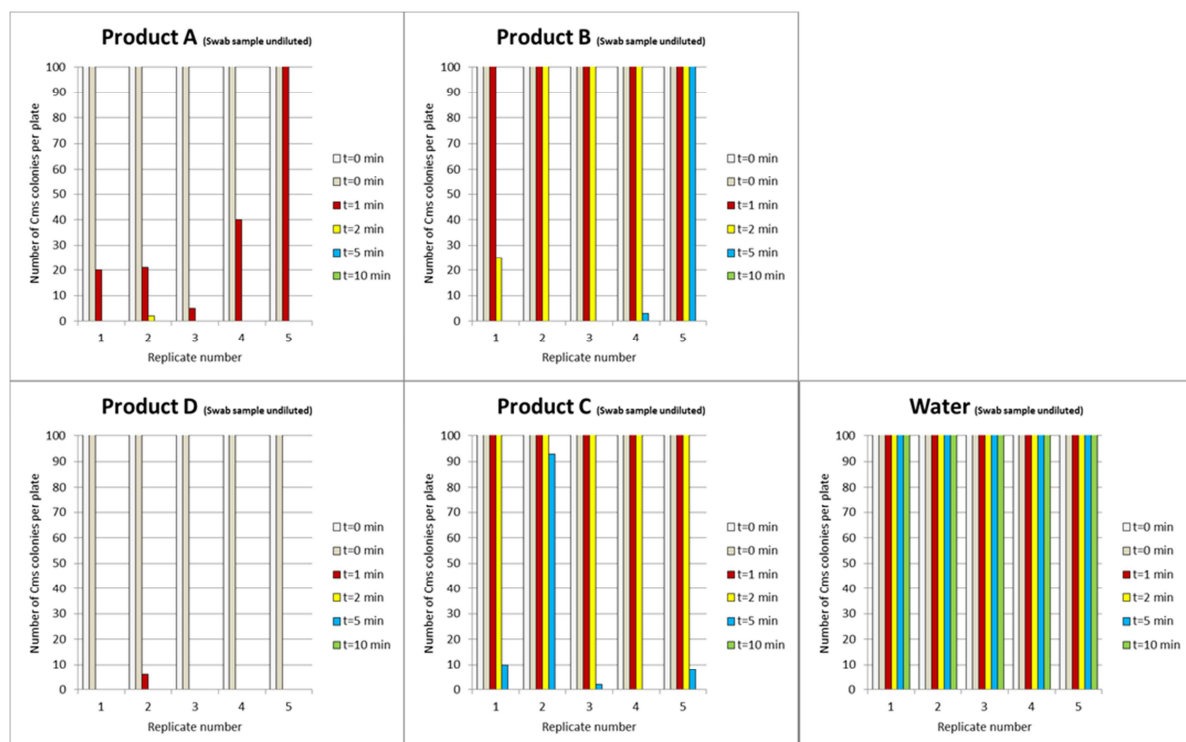 Product A (Swab sample undiluted)
Number of Cms colonies per plate
100
90
80
70
60
50
40
30
20
10
0
1 2 3 4 5
Replicate number
t=0 min
t=0 min
t=1 min
t=2 min
t=5 min
t=10 min
Product B (Swab sample undiluted)
Number of Cms colonies per plate
100
90
80
70
60
50
40
30
20
10
0
1 2 3 4 5
Replicate number
t=0 min
t=0 min
t=1 min
t=2 min
t=5 min
t=10 min
Product D (Swab sample undiluted)
Number of Cms colonies per plate
100
90
80
70
60
50
40
30
20
10
0
1 2 3 4 5
Replicate number
t=0 min
t=0 min
t=1 min
t=2 min
t=5 min
t=10 min
Product C (Swab sample undiluted)
Number of Cms colonies per plate
100
90
80
70
60
50
40
30
20
10
0
1 2 3 4 5
Replicate number
t=0 min
t=0 min
t=1 min
t=2 min
t=5 min
t=10 min
Water (Swab sample undiluted)
Number of Cms colonies per plate
100
90
80
70
60
50
40
30
20
10
0
1 2 3 4 5
Replicate number
t=0 min
t=0 min
t=1 min
t=2 min
t=5 min
t=10 min